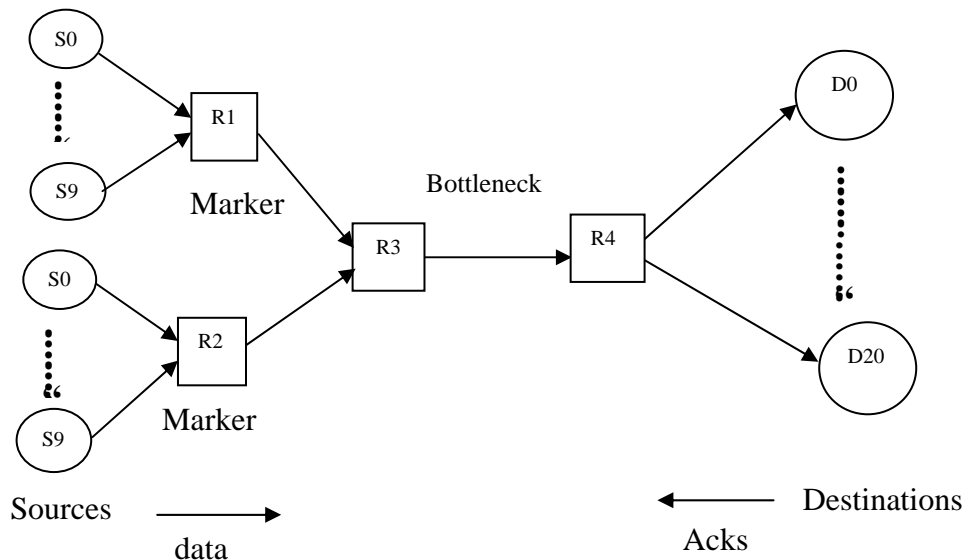 S0
R1
S9
Marker
Bottleneck
D0
S0
R3
R4
R2
S9
Marker
D20
Sources
data
Acks
Destinations